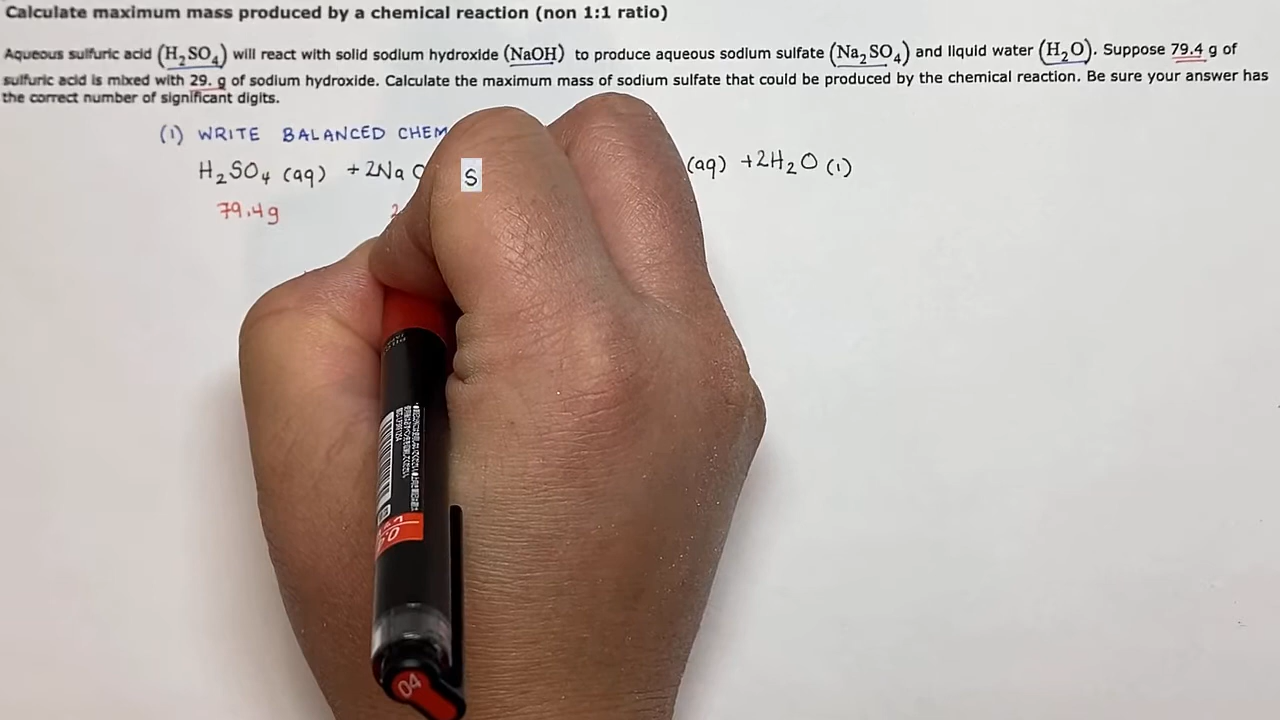 Calculate maximum mass produced by a chemical reaction (non 1:1 ratio)
Aqueous sulfuric acid (H₂SO₄) will react with solid sodium hydroxide (NaOH) to produce aqueous sodium sulfate (Na₂SO₄) and liquid water (H₂O). Suppose 79.4 g of
sulfuric acid is mixed with 29. g of sodium hydroxide. Calculate the maximum mass of sodium sulfate that could be produced by the chemical reaction. Be sure your answer has
the correct number of significant digits.
(1) WRITE BALANCED CHEM
H₂SO₄ (aq) + 2Na S (aq) + 2H₂O (l)
79.4g 2
04